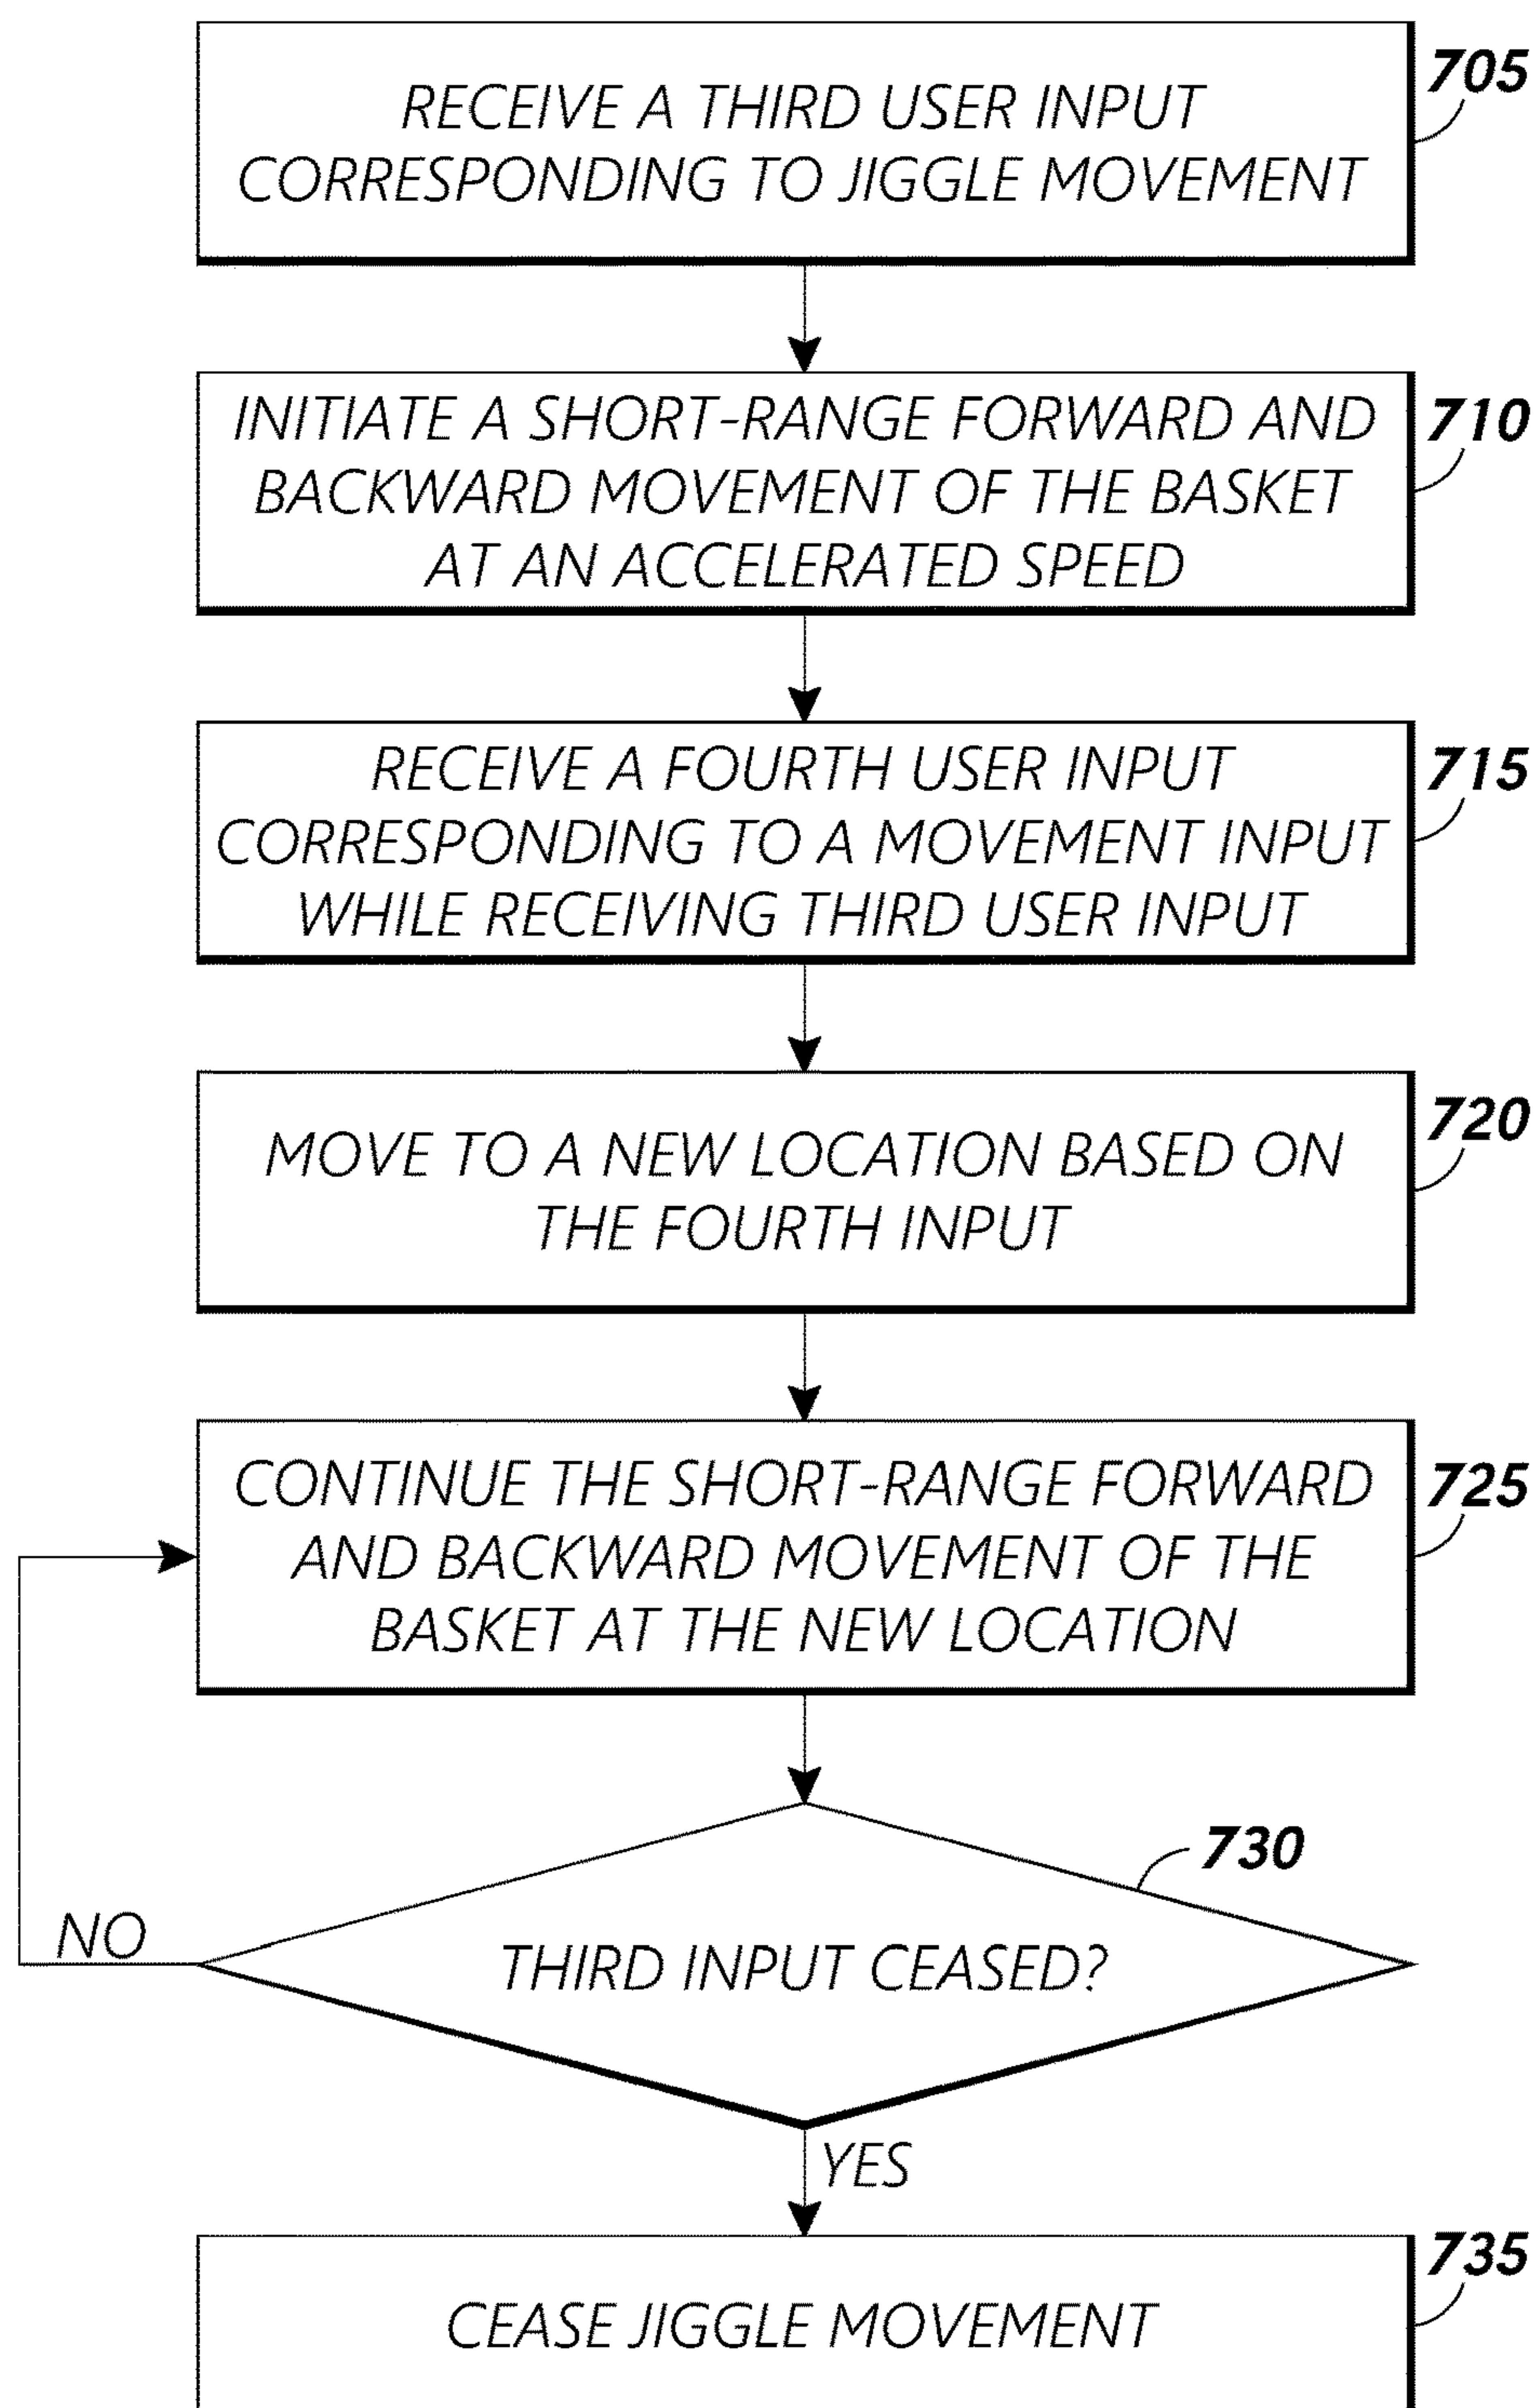 RECEIVE A THIRD USER INPUT
CORRESPONDING TO JIGGLE MOVEMENT
705
INITIATE A SHORT-RANGE FORWARD AND
BACKWARD MOVEMENT OF THE BASKET
AT AN ACCELERATED SPEED
710
RECEIVE A FOURTH USER INPUT
CORRESPONDING TO A MOVEMENT INPUT
WHILE RECEIVING THIRD USER INPUT
715
MOVE TO A NEW LOCATION BASED ON
THE FOURTH INPUT
720
CONTINUE THE SHORT-RANGE FORWARD
AND BACKWARD MOVEMENT OF THE
BASKET AT THE NEW LOCATION
725
730
NO
THIRD INPUT CEASED?
YES
CEASE JIGGLE MOVEMENT
735